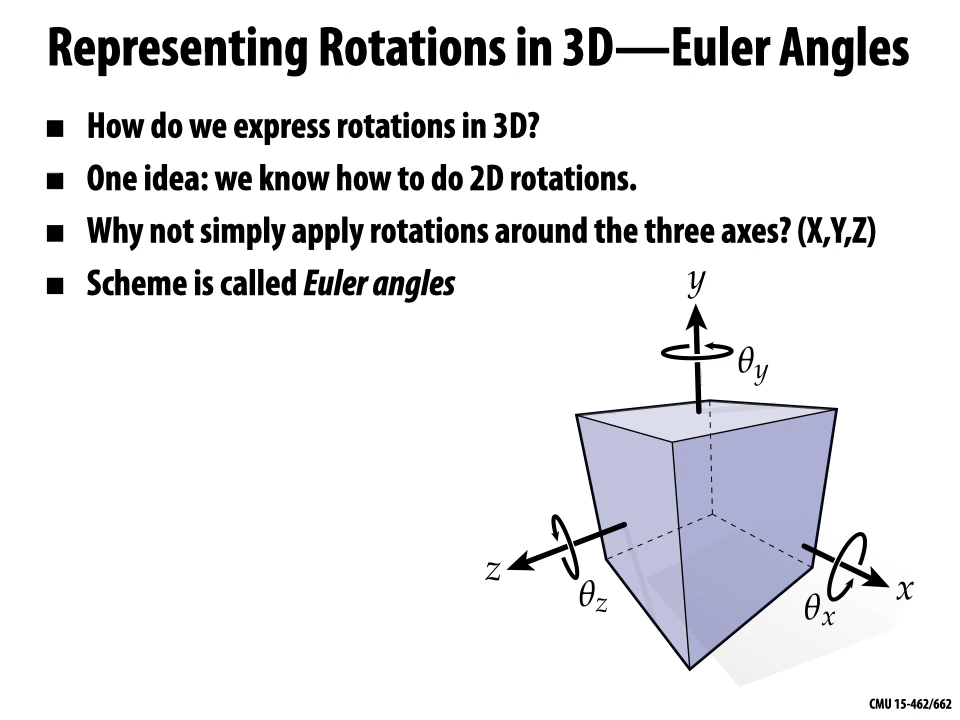 Representing Rotations in 3D—Euler Angles
■ How do we express rotations in 3D?
■ One idea: we know how to do 2D rotations.
■ Why not simply apply rotations around the three axes? (X,Y,Z)
■ Scheme is called Euler angles
y
θy
z
θz
x
θx
CMU 15-462/662